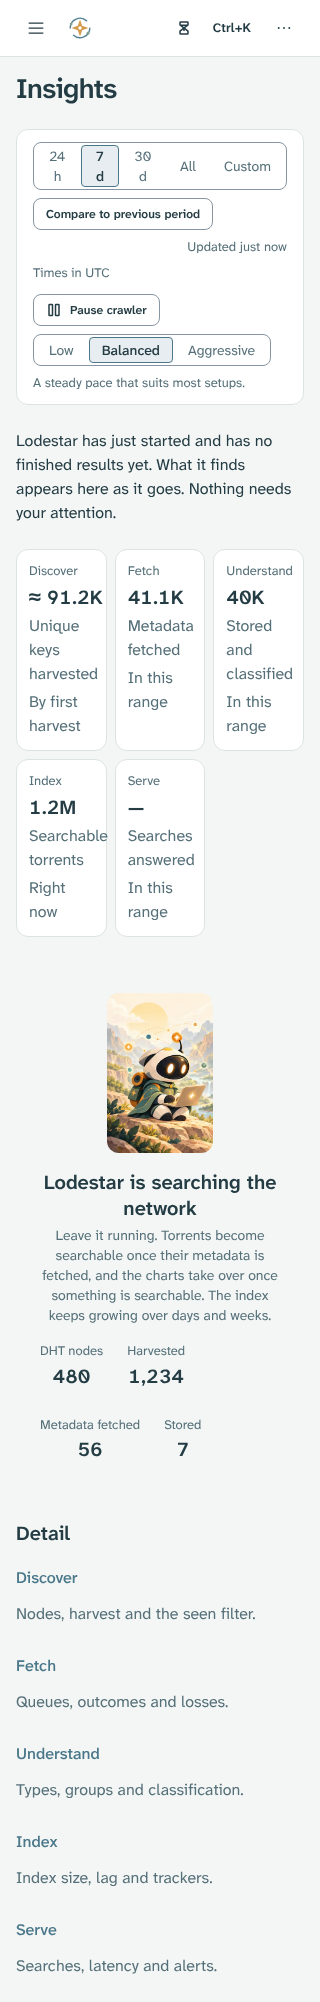 Ctrl+K
Insights
24 h
7 d
30 d
All
Custom
Compare to previous period
Updated just now
Times in UTC
Pause crawler
Low
Balanced
Aggressive
A steady pace that suits most setups.
Lodestar has just started and has no
finished results yet. What it finds
appears here as it goes. Nothing needs
your attention.
Discover
≈ 91.2K
Unique
keys
harvested
By first
harvest
Fetch
41.1K
Metadata
fetched
In this
range
Understand
40K
Stored
and
classified
In this
range
Index
1.2M
Searchable
torrents
Right
now
Serve
—
Searches
answered
In this
range
Lodestar is searching the
network
Leave it running. Torrents become
searchable once their metadata is
fetched, and the charts take over once
something is searchable. The index
keeps growing over days and weeks.
DHT nodes
480
Harvested
1,234
Metadata fetched
56
Stored
7
Detail
Discover
Nodes, harvest and the seen filter.
Fetch
Queues, outcomes and losses.
Understand
Types, groups and classification.
Index
Index size, lag and trackers.
Serve
Searches, latency and alerts.